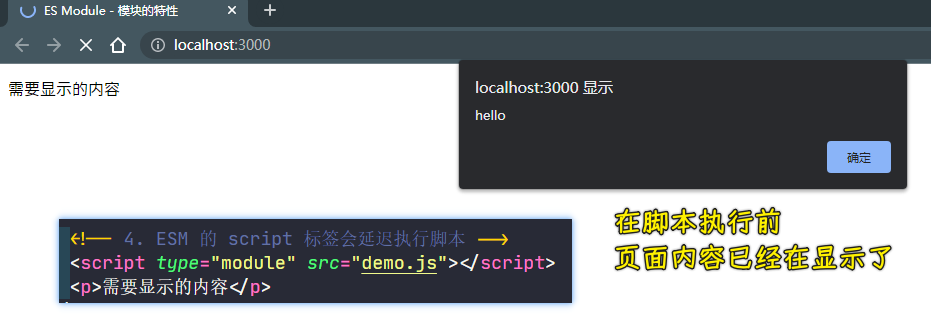 ES Module - 模块的特性
localhost:3000
需要显示的内容
localhost:3000 显示
hello
确定
<!-- 4. ESM 的 script 标签会延迟执行脚本 -->
<script type="module" src="demo.js"></script>
<p>需要显示的内容</p>
在脚本执行前
页面内容已经在显示了